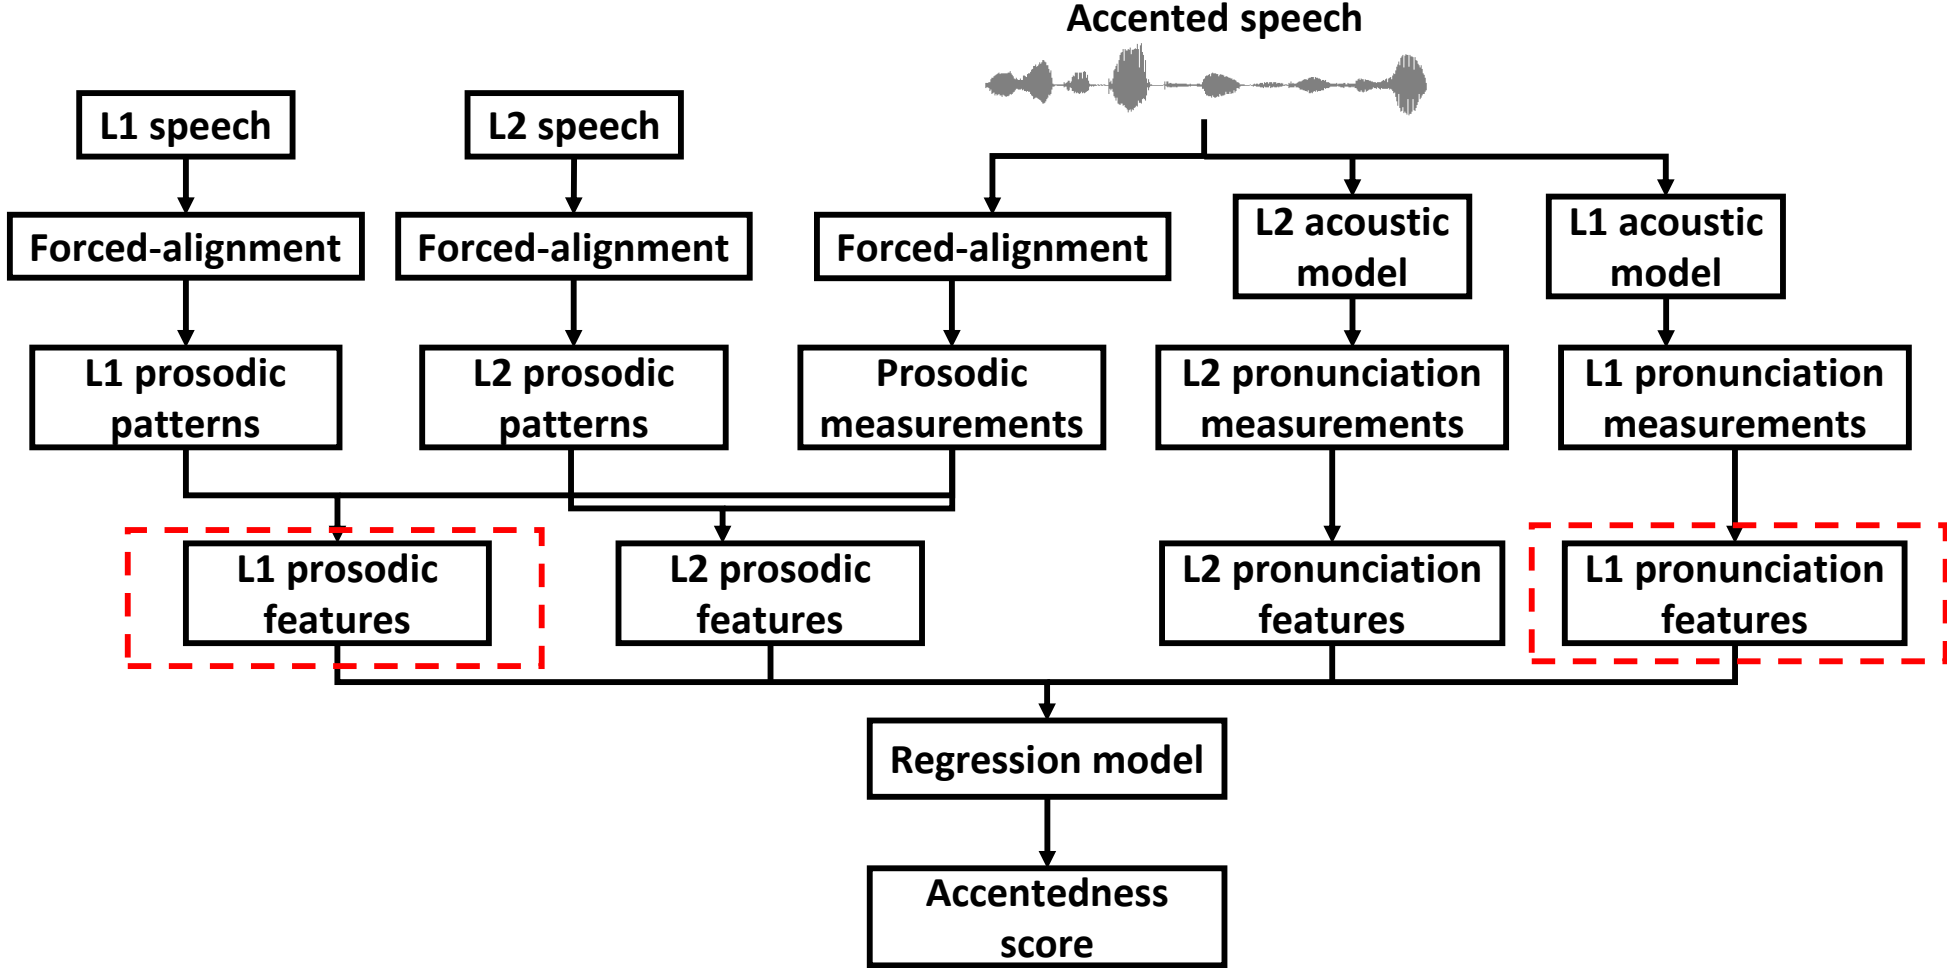 Accented speech
L1 speech
L2 speech
Forced-alignment
Forced-alignment
Forced-alignment
L2 acoustic
model
L1 acoustic
model
L1 prosodic
patterns
L2 prosodic
patterns
Prosodic
measurements
L2 pronunciation
measurements
L1 pronunciation
measurements
L1 prosodic
features
L2 prosodic
features
L2 pronunciation
features
L1 pronunciation
features
Regression model
Accentedness
score